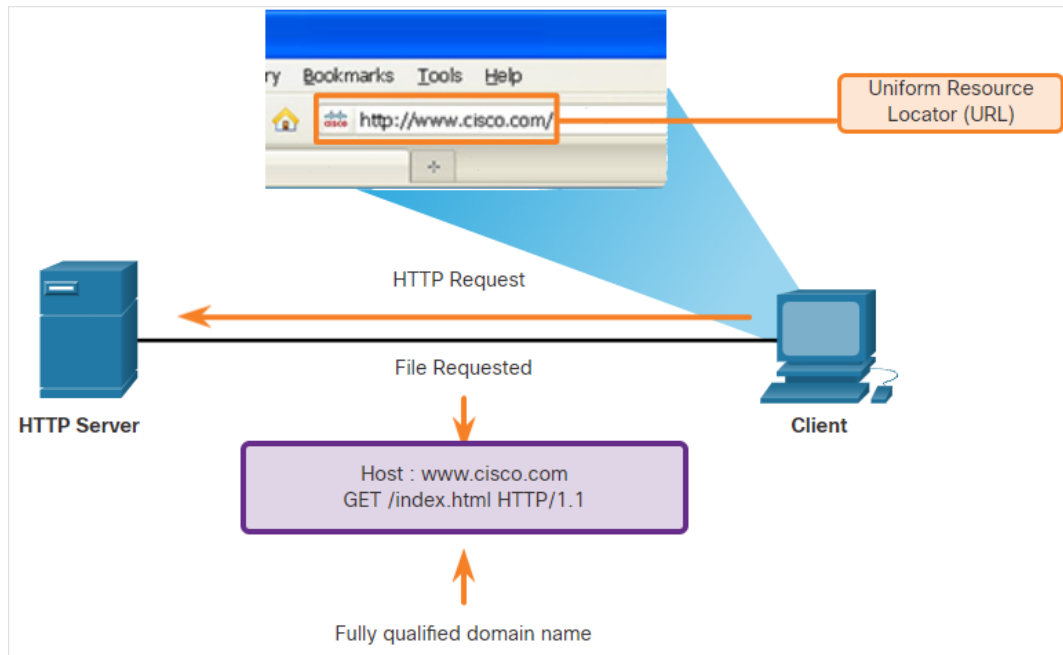 ry Bookmarks Tools Help
cisco http://www.cisco.com/
Uniform Resource
Locator (URL)
HTTP Request
File Requested
HTTP Server
Client
Host : www.cisco.com
GET /index.html HTTP/1.1
Fully qualified domain name